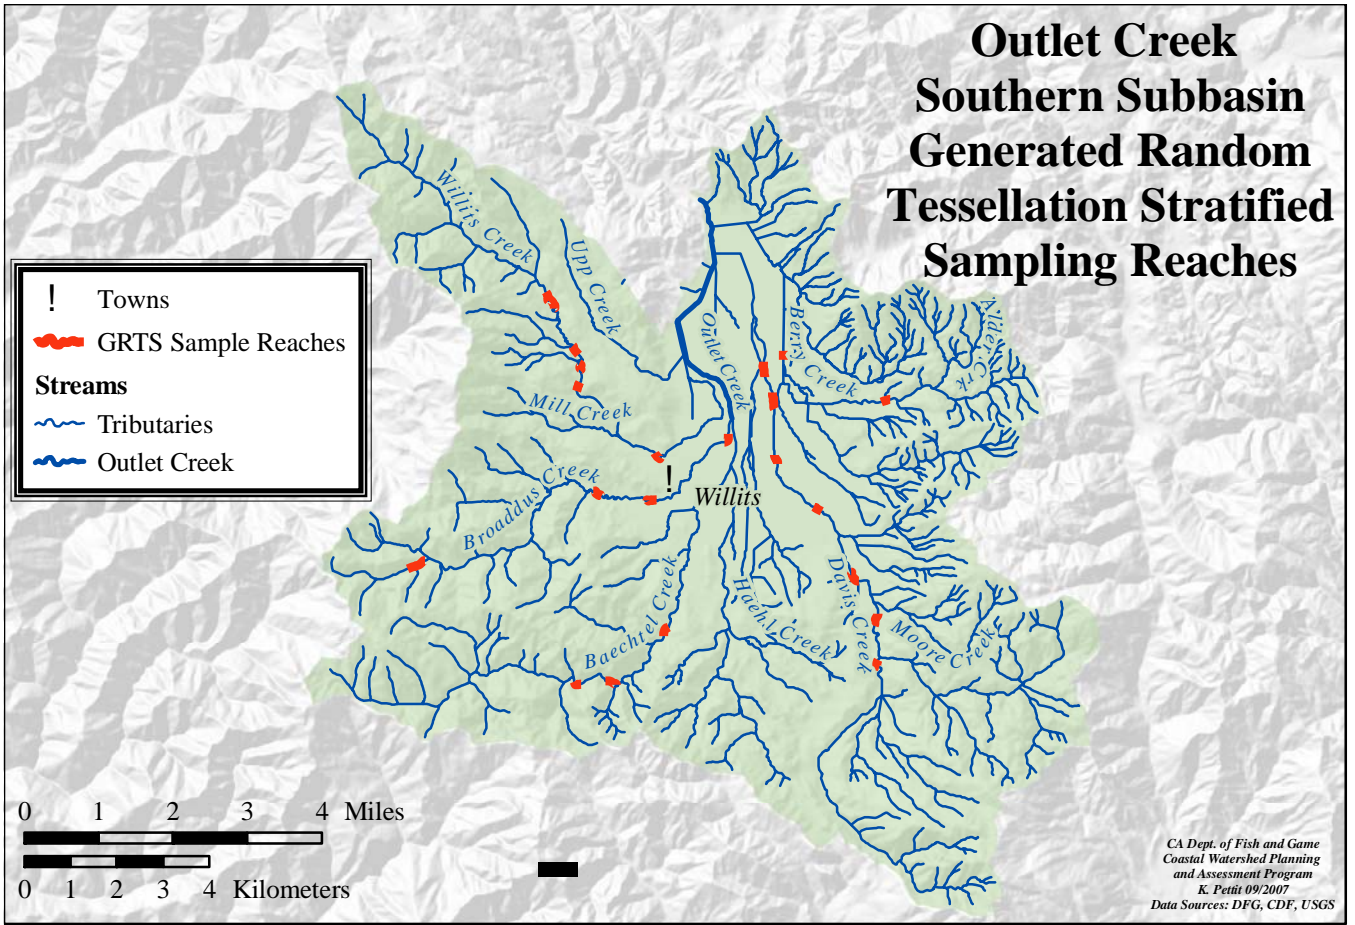 Outlet Creek
Southern Subbasin
Generated Random
Tessellation Stratified
Sampling Reaches
! Towns
GRTS Sample Reaches
Streams
Tributaries
Outlet Creek
Willits Creek
Upp Creek
Outlet Creek
Berry Creek
Alder Crk
Mill Creek
Broaddus Creek
!
Willits
Baechtel Creek
Haehl Creek
Davis Creek
Moore Creek
0 1 2 3 4 Miles
0 1 2 3 4 Kilometers
CA Dept. of Fish and Game
Coastal Watershed Planning
and Assessment Program
K. Pettit 09/2007
Data Sources: DFG, CDF, USGS